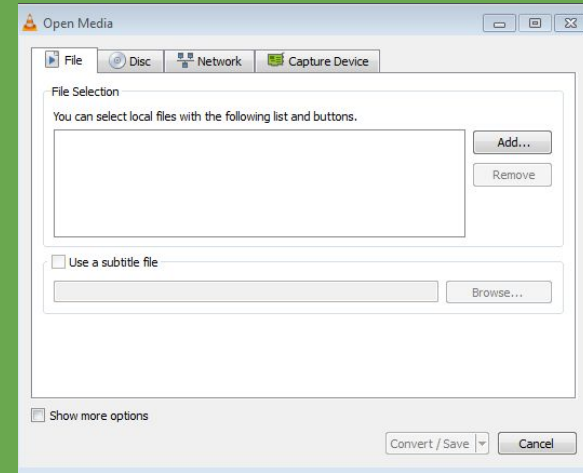 Open Media
File Disc Network Capture Device
File Selection
You can select local files with the following list and buttons.
Add...
Remove
Use a subtitle file
Browse...
Show more options
Convert / Save Cancel